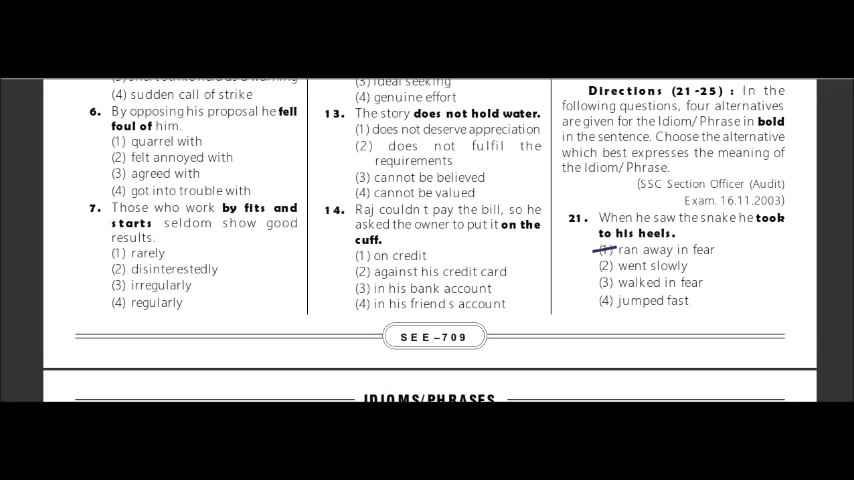 (4) sudden call of strike
6. By opposing his proposal he fell
foul of him.
(1) quarrel with
(2) felt annoyed with
(3) agreed with
(4) got into trouble with
7. Those who work by fits and
starts seldom show good
results.
(1) rarely
(2) disinterestedly
(3) irregularly
(4) regularly
(3) ideal seeking
(4) genuine effort
13. The story does not hold water.
(1) does not deserve appreciation
(2) does not fulfil the
requirements
(3) cannot be believed
(4) cannot be valued
14. Raj couldn t pay the bill, so he
asked the owner to put it on the
cuff.
(1) on credit
(2) against his credit card
(3) in his bank account
(4) in his friend s account
Directions (21-25) : In the
following questions, four alternatives
are given for the Idiom/ Phrase in bold
in the sentence. Choose the alternative
which best expresses the meaning of
the Idiom/ Phrase.
(SSC Section Officer (Audit)
Exam. 16.11.2003)
21. When he saw the snake he took
to his heels.
(1) ran away in fear
(2) went slowly
(3) walked in fear
(4) jumped fast
SEE-709
IDIOMS/PHRASES